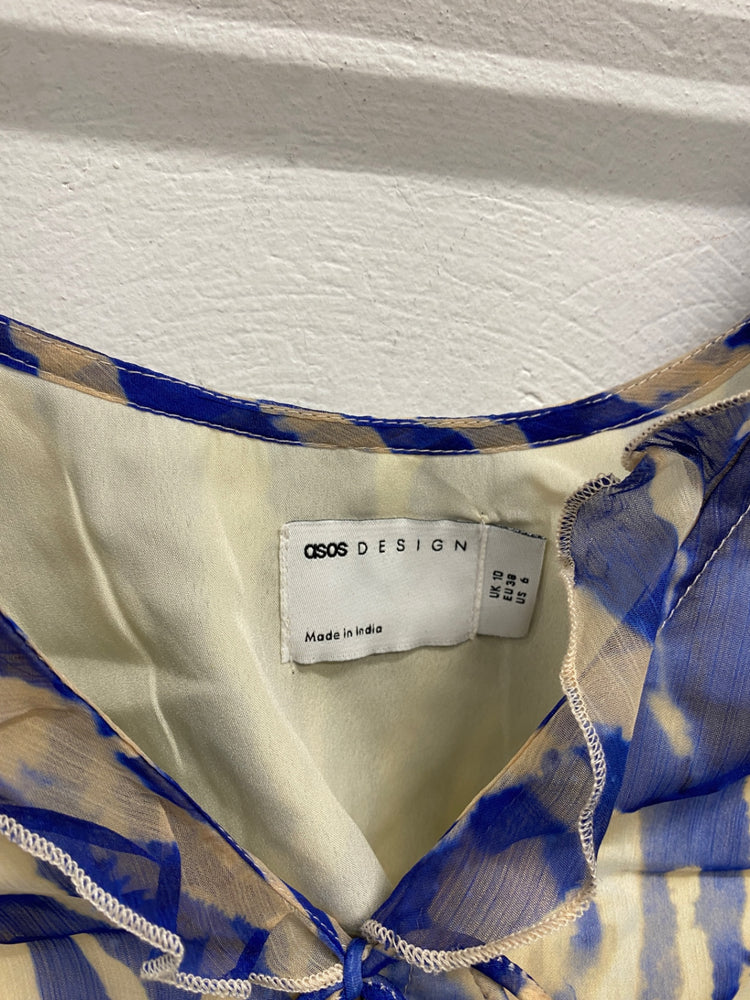 asos DESIGN
Made in India
UK 10
EU 38
US 6